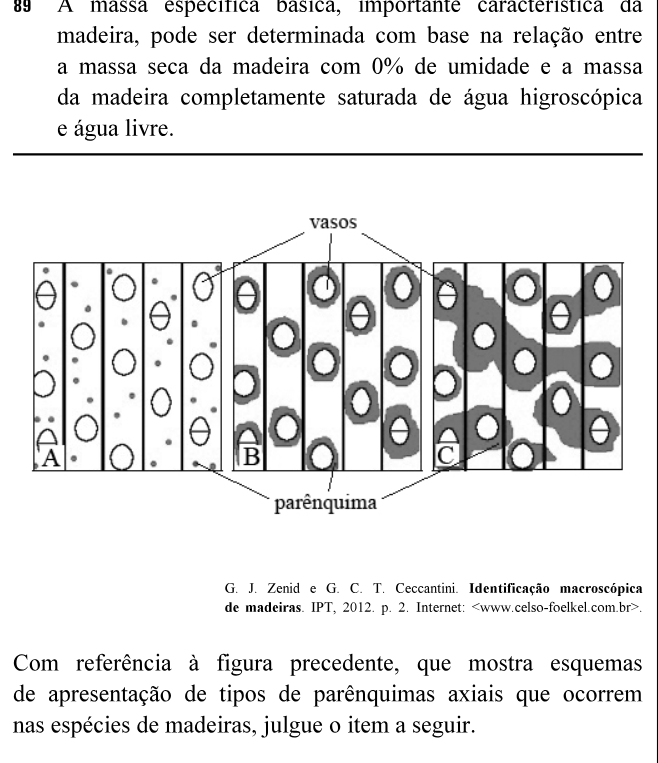 89 A massa específica básica, importante característica da
madeira, pode ser determinada com base na relação entre
a massa seca da madeira com 0% de umidade e a massa
da madeira completamente saturada de água higroscópica
e água livre.
vasos
A B C
parênquima
G. J. Zenid e G. C. T. Ceccantini. Identificação macroscópica
de madeiras. IPT, 2012. p. 2. Internet: <www.celso-foelkel.com.br>.
Com referência à figura precedente, que mostra esquemas
de apresentação de tipos de parênquimas axiais que ocorrem
nas espécies de madeiras, julgue o item a seguir.